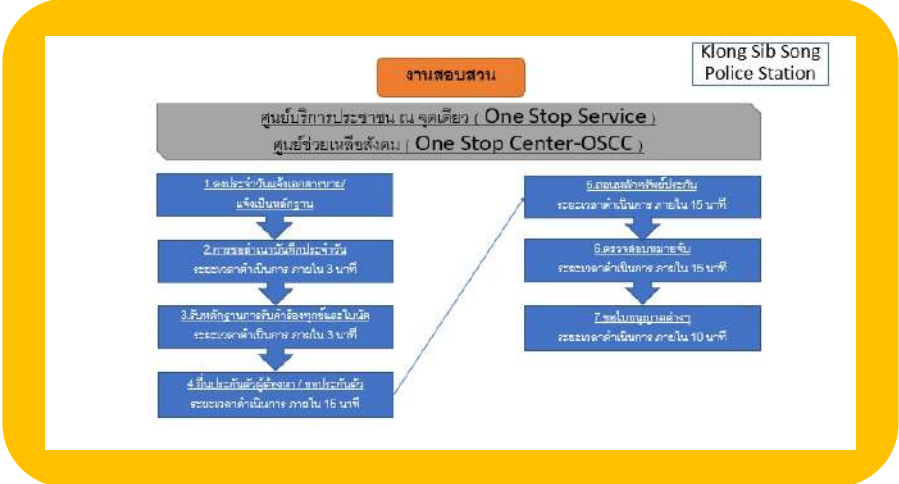 Klong Sib Song
Police Station
งานสอบสวน
ศูนย์บริการประชาชน ณ จุดเดียว ( One Stop Service )
ศูนย์ช่วยเหลือสังคม ( One Stop Center-OSCC )
1.ลงประจำวันแจ้งเอกสารหาย/
แจ้งเป็นหลักฐาน
2.การขอสำเนาบันทึกประจำวัน
ระยะเวลาดำเนินการ ภายใน 3 นาที
3.รับหลักฐานการรับคำร้องทุกข์และใบนัด
ระยะเวลาดำเนินการ ภายใน 3 นาที
4.ยื่นประกันตัวผู้ต้องหา / ขอประกันตัว
ระยะเวลาดำเนินการ ภายใน 15 นาที
5.ถอนหลักทรัพย์ประกัน
ระยะเวลาดำเนินการ ภายใน 15 นาที
6.ตรวจสอบหมายจับ
ระยะเวลาดำเนินการ ภายใน 15 นาที
7.ขอใบอนุญาตต่างๆ
ระยะเวลาดำเนินการ ภายใน 10 นาที